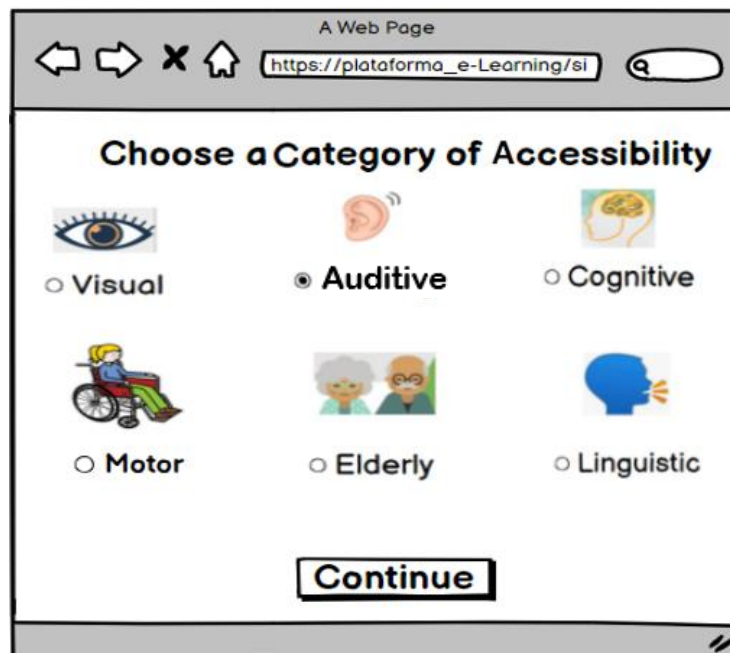 A Web Page
https://plataforma_e-Learning/si
Choose a Category of Accessibility
Visual
Auditive
Cognitive
Motor
Elderly
Linguistic
Continue